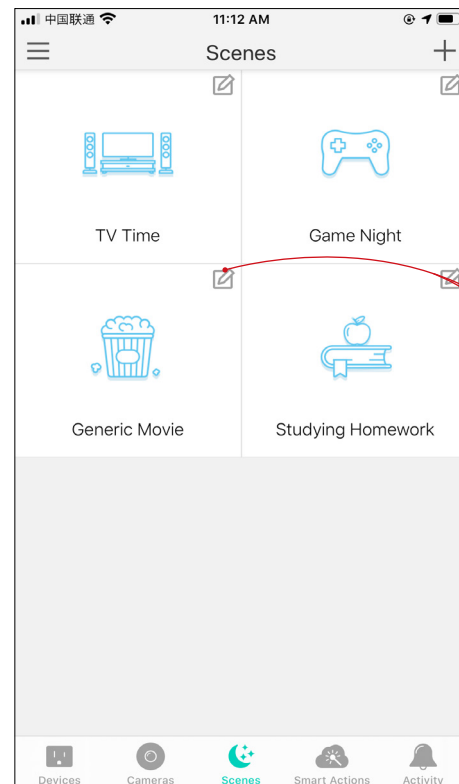 中国联通 11:12 AM
Scenes
TV Time Game Night
Generic Movie Studying Homework
Devices Cameras Scenes Smart Actions Activity